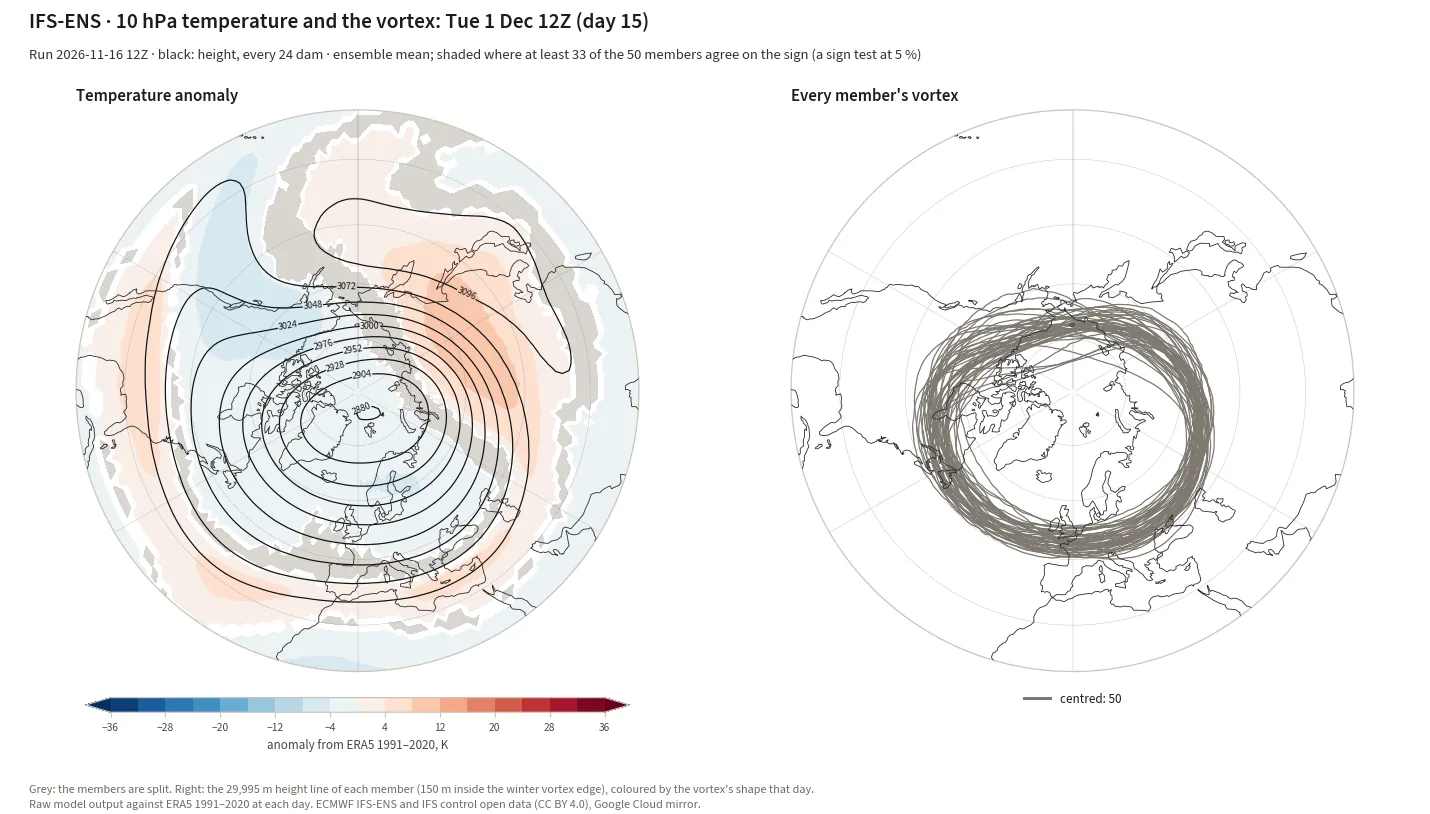 IFS-ENS · 10 hPa temperature and the vortex: Tue 1 Dec 12Z (day 15)
Run 2026-11-16 12Z · black: height, every 24 dam · ensemble mean; shaded where at least 33 of the 50 members agree on the sign (a sign test at 5 %)
Temperature anomaly
Every member's vortex
3072
3096
3048
3024
3000
2976
2952
2928
2904
2880
centred: 50
−36 −28 −20 −12 −4 4 12 20 28 36
anomaly from ERA5 1991–2020, K
Grey: the members are split. Right: the 29,995 m height line of each member (150 m inside the winter vortex edge), coloured by the vortex's shape that day.
Raw model output against ERA5 1991–2020 at each day. ECMWF IFS-ENS and IFS control open data (CC BY 4.0), Google Cloud mirror.